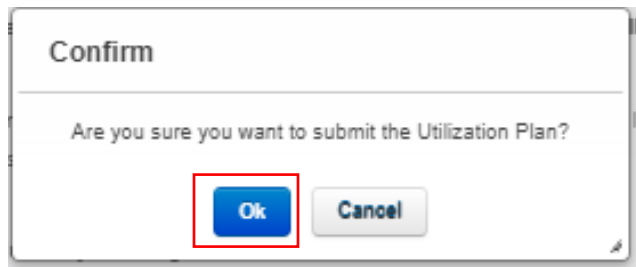 Confirm
Are you sure you want to submit the Utilization Plan?
Ok Cancel